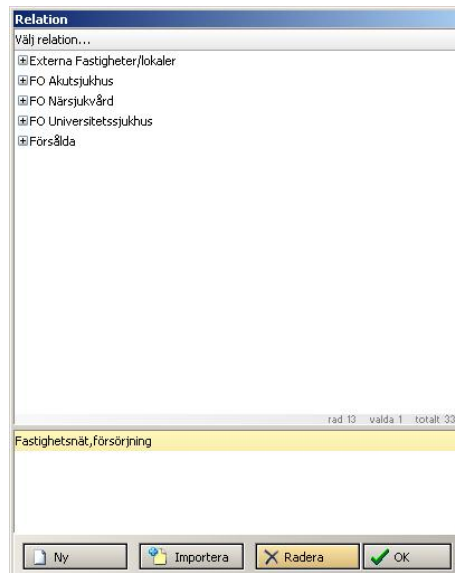 Relation
Välj relation...
Externa Fastigheter/lokaler
FO Akutsjukhus
FO Närsjukvård
FO Universitetssjukhus
Försålda
rad 13 valda 1 totalt 33
Fastighetsnät,försörjning
Ny Importera Radera OK